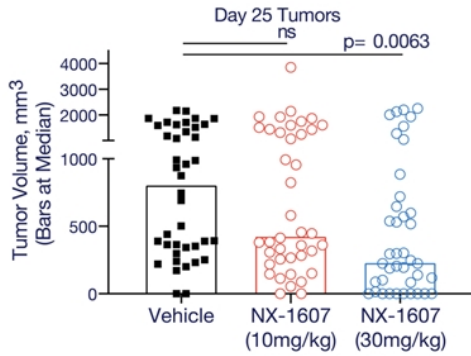 Day 25 Tumors
ns
p= 0.0063
Tumor Volume, mm³
(Bars at Median)
4000
3000
2000
1000
500
0
Vehicle
NX-1607
(10mg/kg)
NX-1607
(30mg/kg)